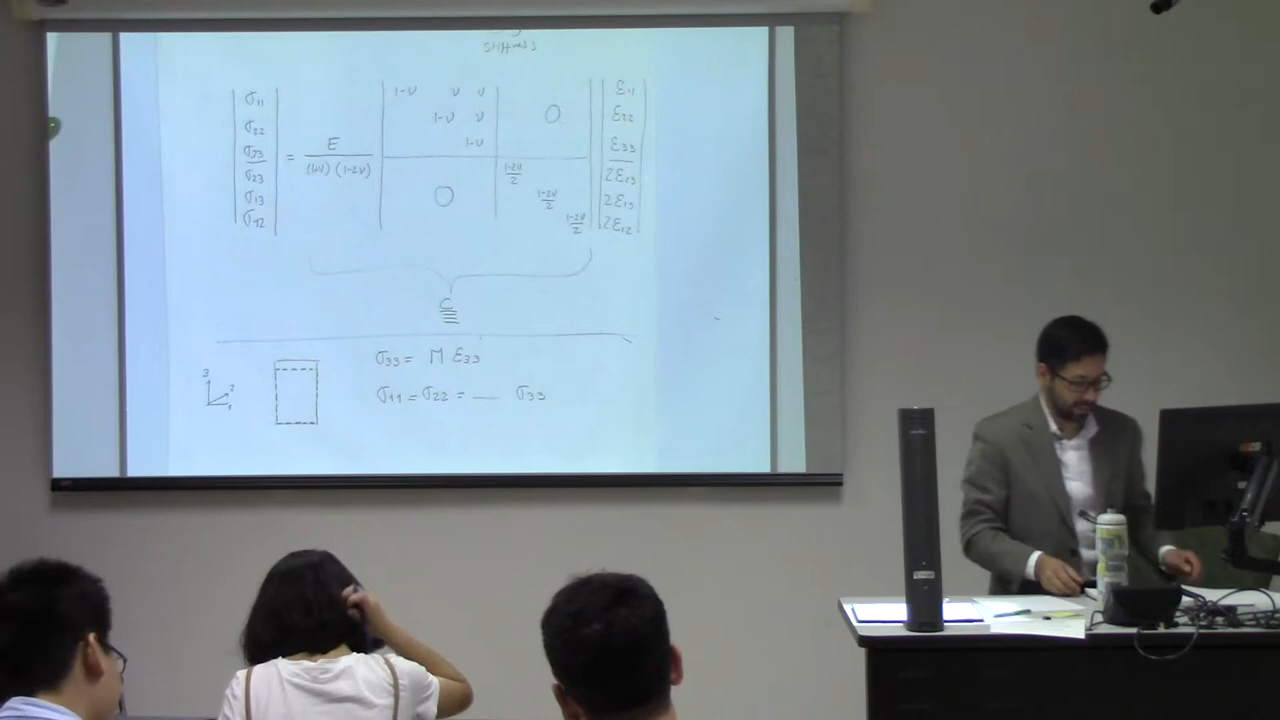 Stiffness
σ11 σ22 σ33 σ23 σ13 σ12 = E / (1+ν) (1-2ν)
1-ν ν ν
1-ν ν 0
1-ν
1-2ν/2
0 1-2ν/2
1-2ν/2
ε11 ε22 ε33 2ε23 2ε13 2ε12
C
σ33 = M ε33
3 2 1
σ11 = σ22 = __ σ33